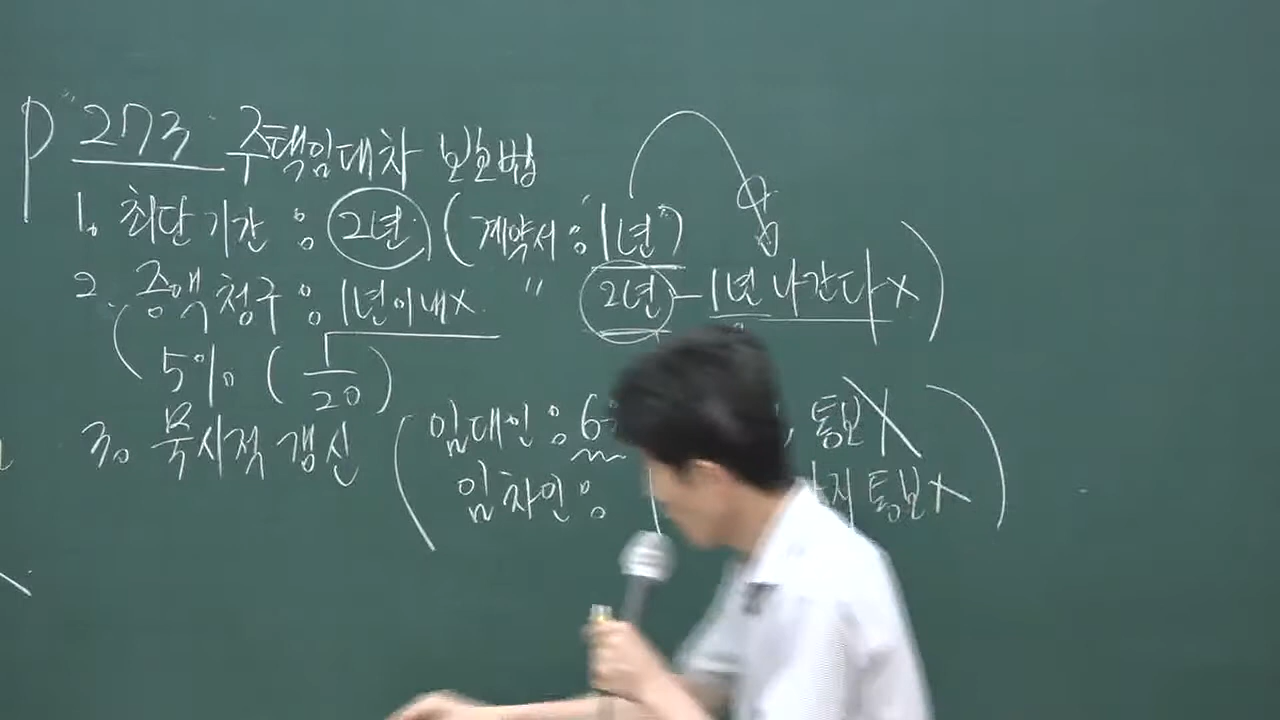 P 273 주택임대차 보호법
1. 최단기간 : 2년 (계약서 : "1년")
" 2년 - 1년 나간다 X)
2. 증액청구 : 1년이내X
(5% (1/20)
3. 묵시적 갱신 (임대인 : 6 통보X
임차인 : 1 까지 통보X)